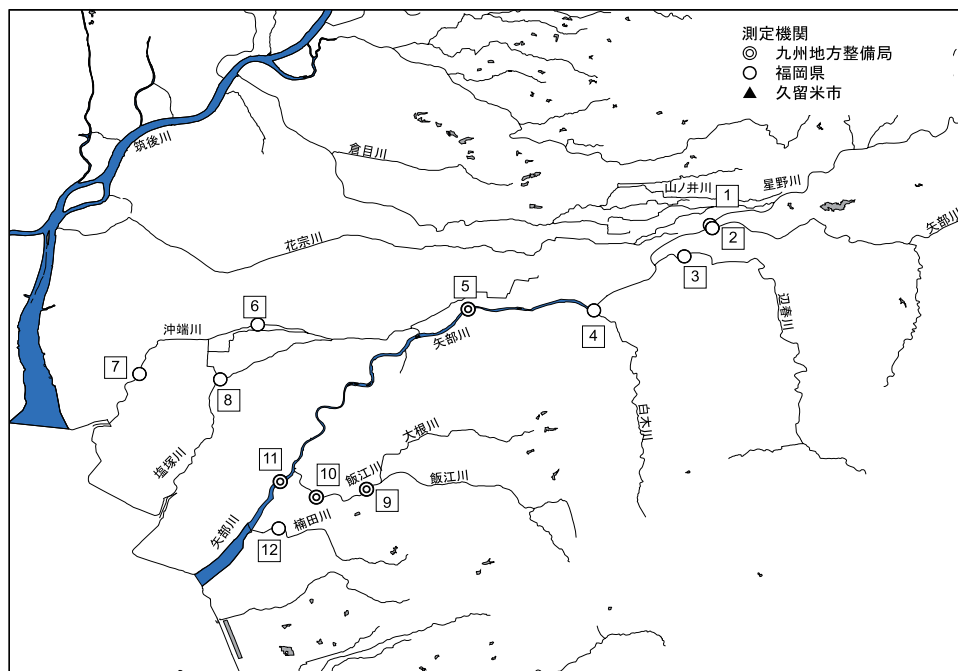 測定機関
九州地方整備局
福岡県
久留米市
筑後川
倉目川
山ノ井川
星野川
1
矢部川
2
花宗川
3
辺春川
5
6
沖端川
矢部川
4
7
8
白木川
大根川
塩塚川
11
10
飯江川
飯江川
9
矢部川
楠田川
12